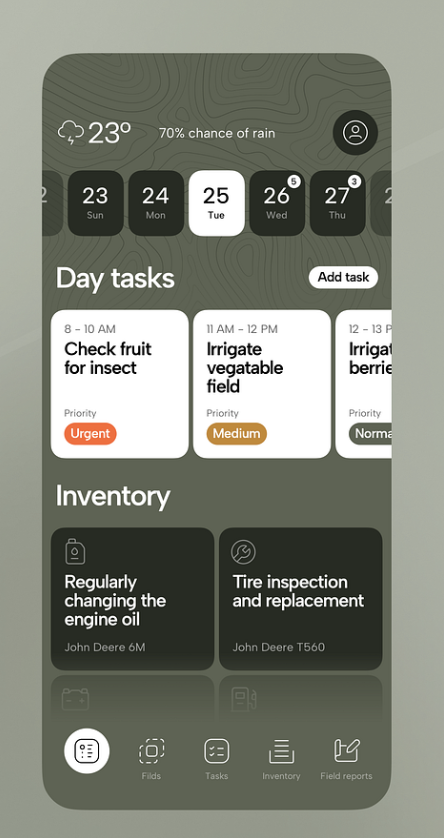 23º
70% chance of rain
2
23
Sun
24
Mon
25
Tue
26
5
Wed
27
3
Thu
2
Day tasks
Add task
8 - 10 AM
Check fruit
for insect
Priority
Urgent
11 AM - 12 PM
Irrigate
vegatable
field
Priority
Medium
12 - 13 P
Irrigat
berrie
Priority
Norma
Inventory
Regularly
changing the
engine oil
John Deere 6M
Tire inspection
and replacement
John Deere T560
Filds
Tasks
Inventory
Field reports